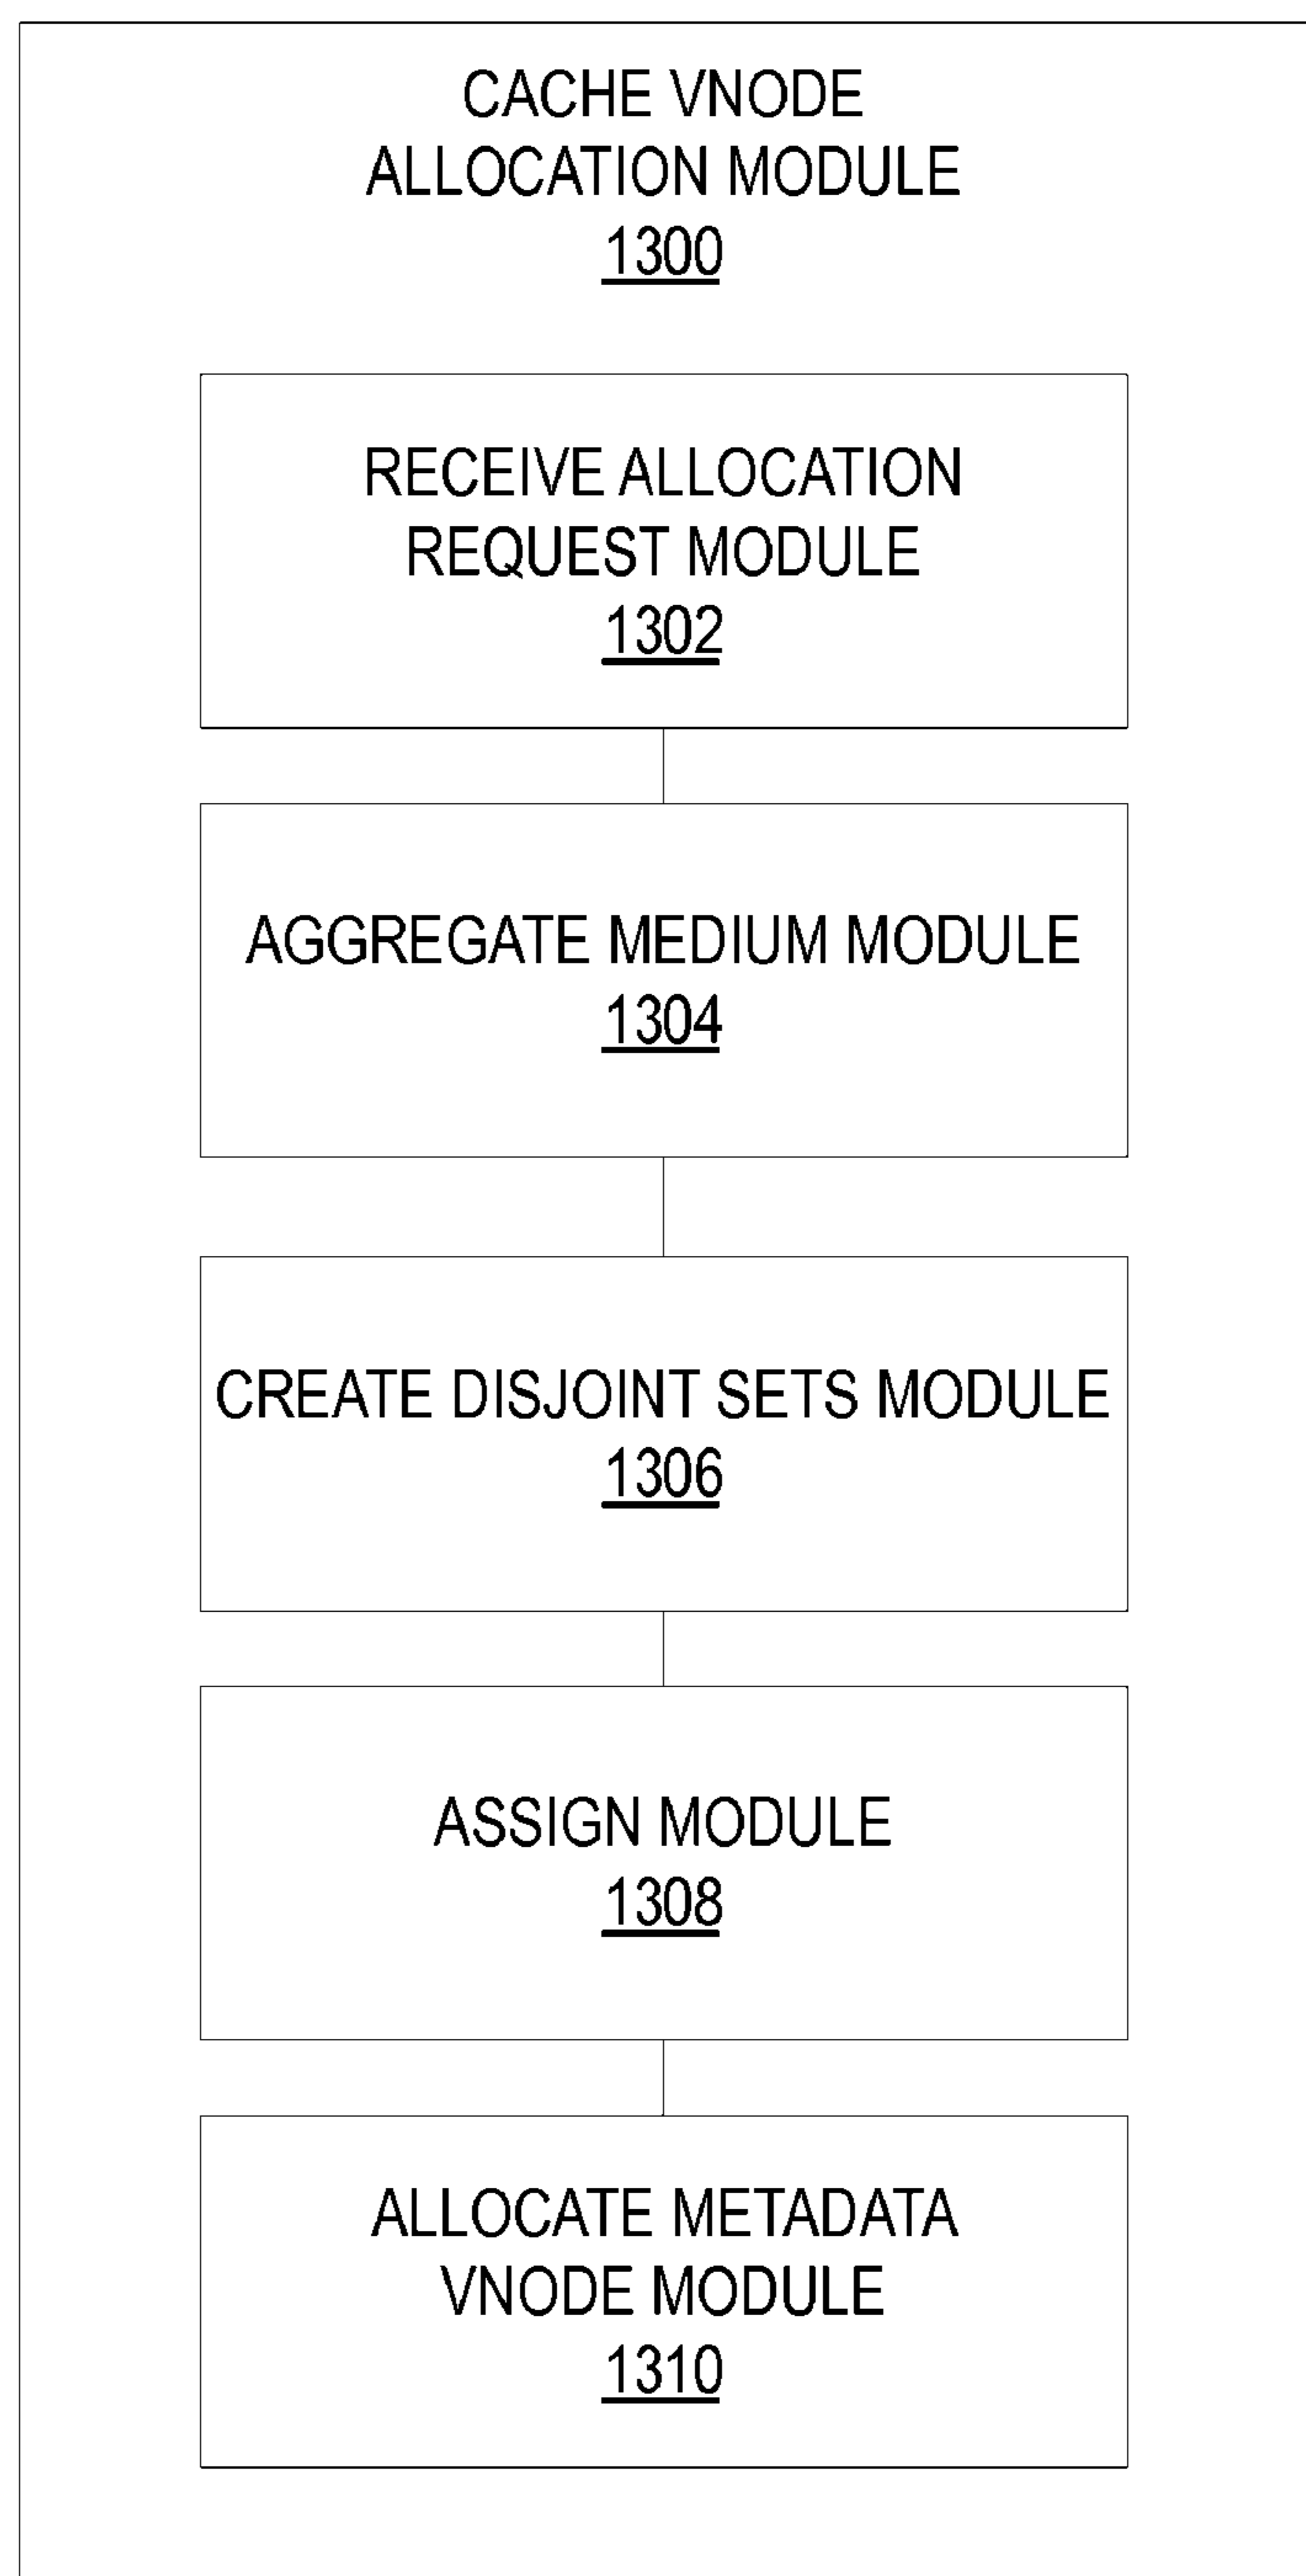 CACHE VNODE
ALLOCATION MODULE
1300
RECEIVE ALLOCATION
REQUEST MODULE
1302
AGGREGATE MEDIUM MODULE
1304
CREATE DISJOINT SETS MODULE
1306
ASSIGN MODULE
1308
ALLOCATE METADATA
VNODE MODULE
1310